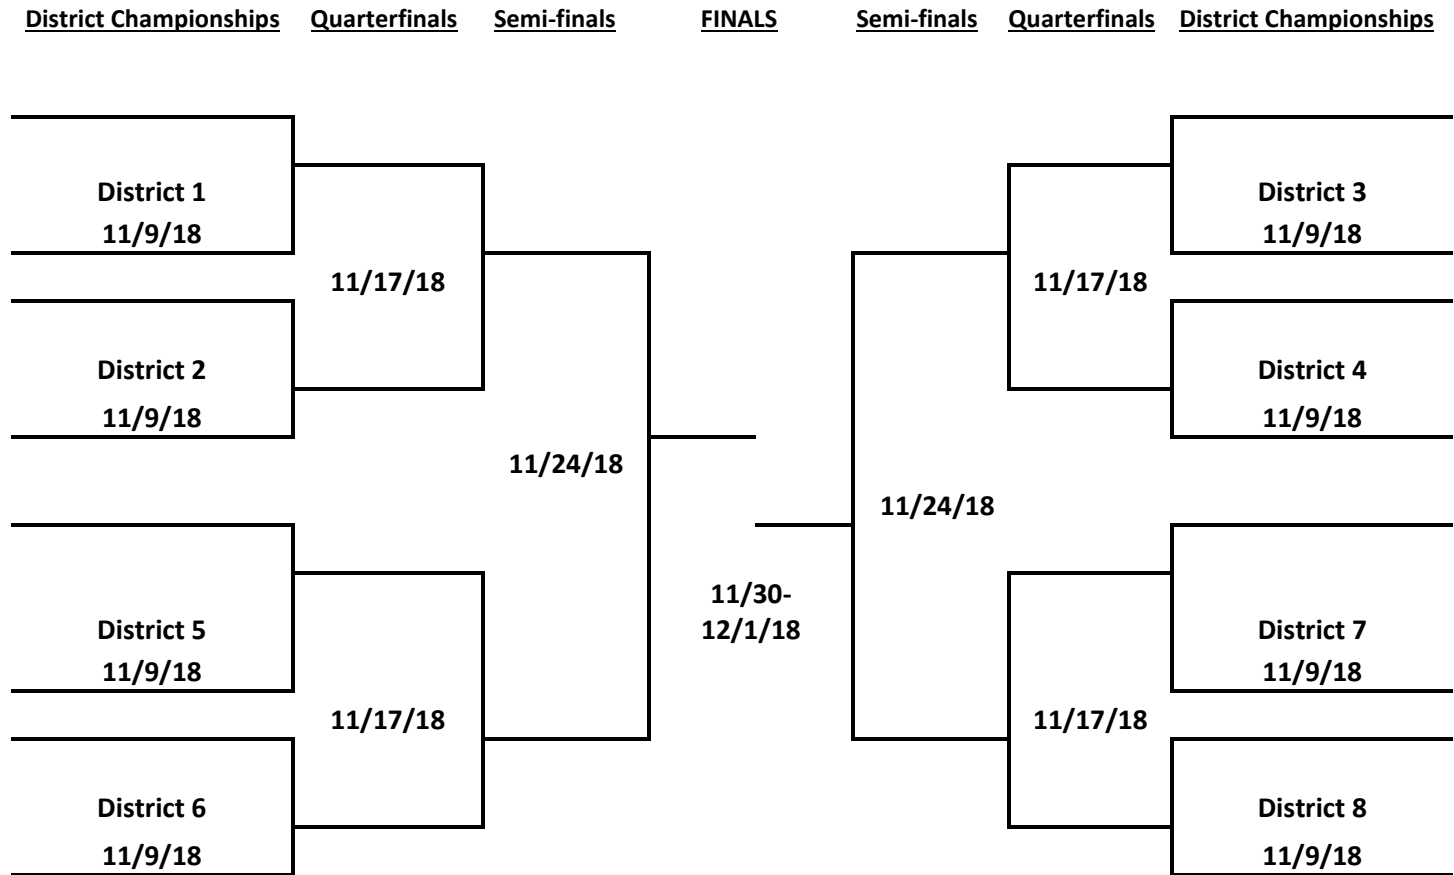 District Championships Quarterfinals Semi-finals FINALS Semi-finals Quarterfinals District Championships
District 1 District 3
11/9/18 11/9/18
11/17/18 11/17/18
District 2 District 4
11/9/18 11/9/18
11/24/18
11/24/18
11/30-
12/1/18
District 5 District 7
11/9/18 11/9/18
11/17/18 11/17/18
District 6 District 8
11/9/18 11/9/18